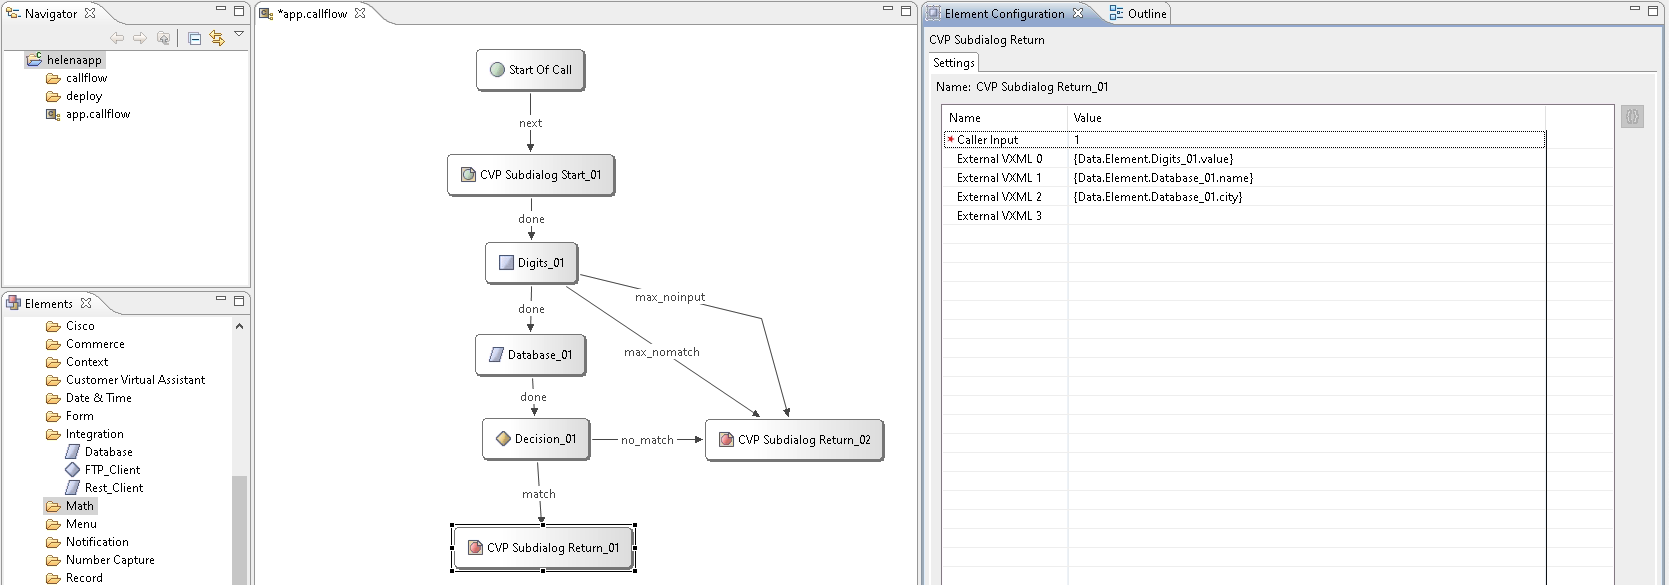 Navigator
helenaapp
callflow
deploy
app.callflow
Elements
Cisco
Commerce
Context
Customer Virtual Assistant
Date & Time
Form
Integration
Database
FTP_Client
Rest_Client
Math
Menu
Notification
Number Capture
Record
*app.callflow
Start Of Call
next
CVP Subdialog Start_01
done
Digits_01
max_noinput
done
max_nomatch
Database_01
done
Decision_01
no_match
CVP Subdialog Return_02
match
CVP Subdialog Return_01
Element Configuration
Outline
CVP Subdialog Return
Settings
Name: CVP Subdialog Return_01
Name Value
* Caller Input 1
External VXML 0 {Data.Element.Digits_01.value}
External VXML 1 {Data.Element.Database_01.name}
External VXML 2 {Data.Element.Database_01.city}
External VXML 3